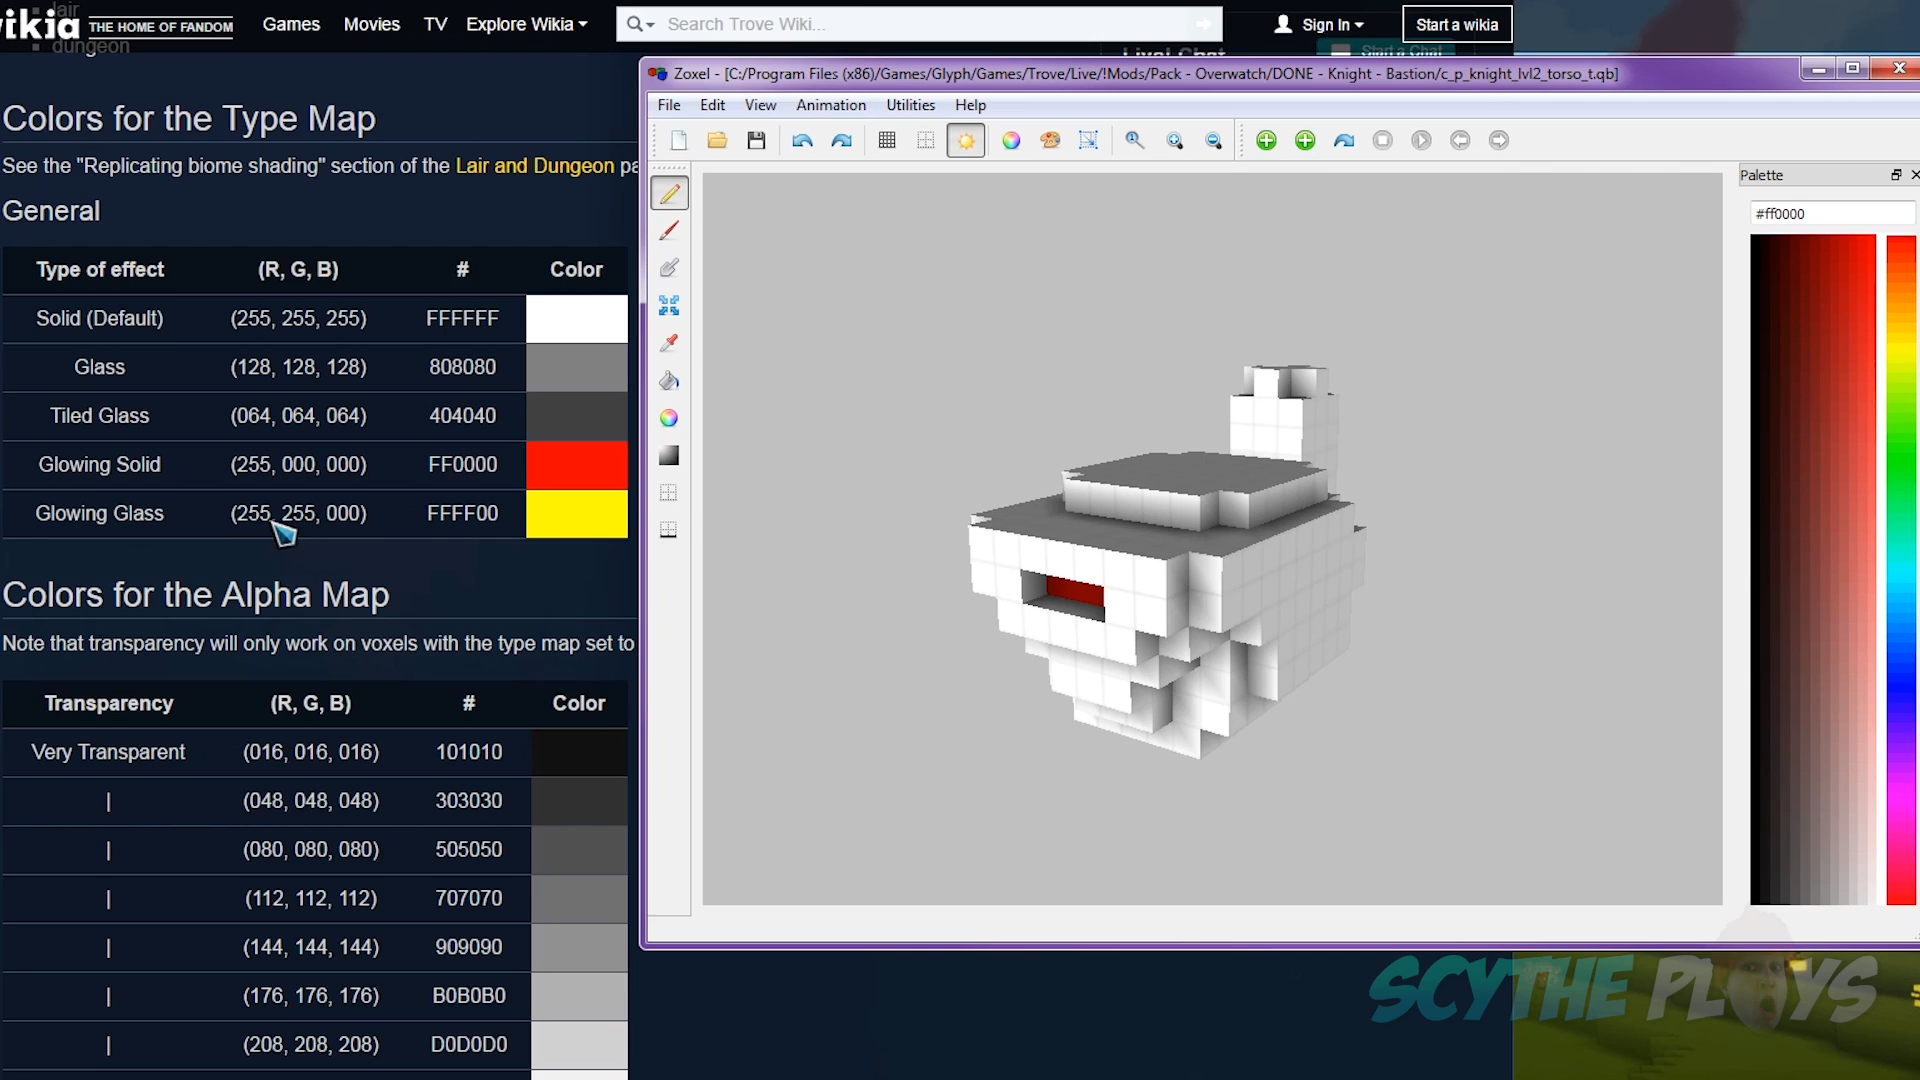 lair
dungeon
wikia THE HOME OF FANDOM
Games
Movies
TV
Explore Wikia
Search Trove Wiki...
Sign In
Start a wikia
Live! Chat
Start a Chat
Colors for the Type Map
See the "Replicating biome shading" section of the Lair and Dungeon pa
General
Type of effect (R, G, B) # Color
Solid (Default) (255, 255, 255) FFFFFF
Glass (128, 128, 128) 808080
Tiled Glass (064, 064, 064) 404040
Glowing Solid (255, 000, 000) FF0000
Glowing Glass (255, 255, 000) FFFF00
Colors for the Alpha Map
Note that transparency will only work on voxels with the type map set to
Transparency (R, G, B) # Color
Very Transparent (016, 016, 016) 101010
| (048, 048, 048) 303030
| (080, 080, 080) 505050
| (112, 112, 112) 707070
| (144, 144, 144) 909090
| (176, 176, 176) B0B0B0
| (208, 208, 208) D0D0D0
Zoxel - [C:/Program Files (x86)/Games/Glyph/Games/Trove/Live/!Mods/Pack - Overwatch/DONE - Knight - Bastion/c_p_knight_lvl2_torso_t.qb]
File Edit View Animation Utilities Help
Palette
#ff0000
SCYTHE PLAYS